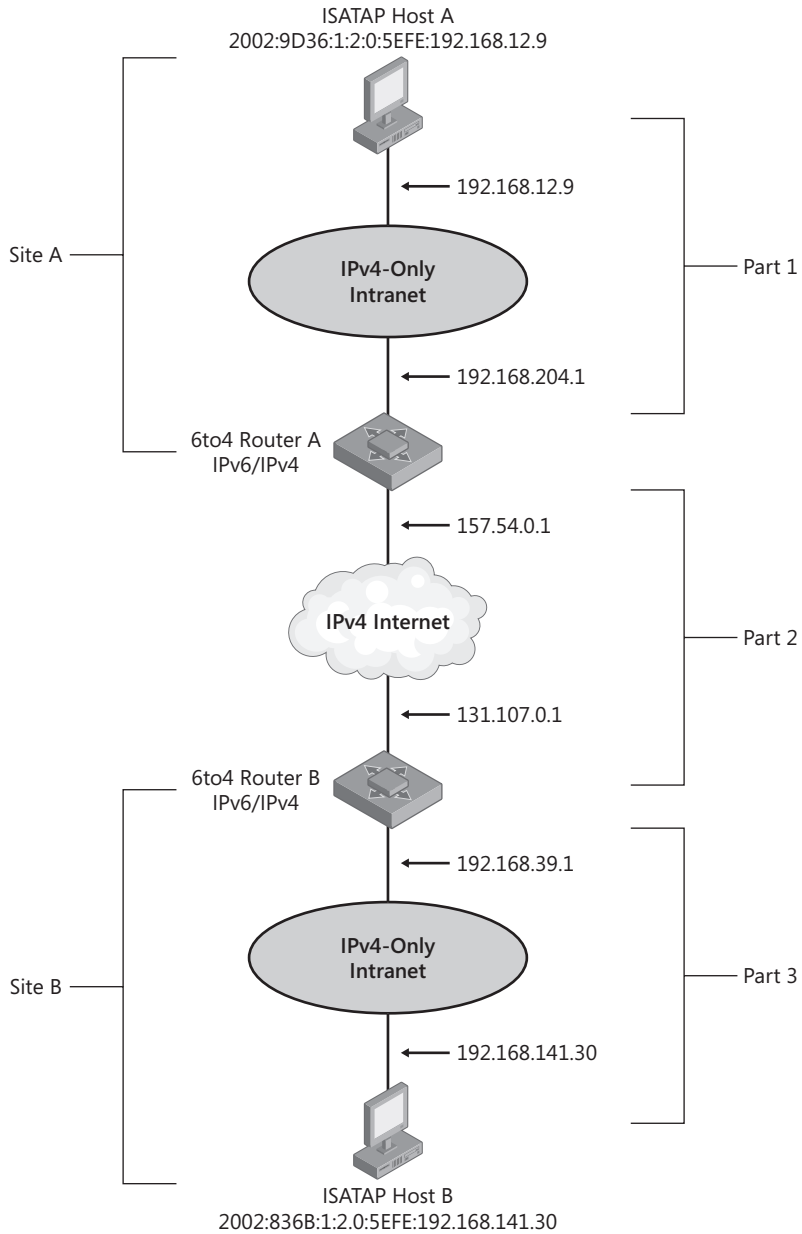 ISATAP Host A
2002:9D36:1:2:0:5EFE:192.168.12.9
192.168.12.9
Site A
IPv4-Only
Intranet
Part 1
192.168.204.1
6to4 Router A
IPv6/IPv4
157.54.0.1
IPv4 Internet
Part 2
131.107.0.1
6to4 Router B
IPv6/IPv4
192.168.39.1
IPv4-Only
Intranet
Site B
Part 3
192.168.141.30
ISATAP Host B
2002:836B:1:2.0:5EFE:192.168.141.30